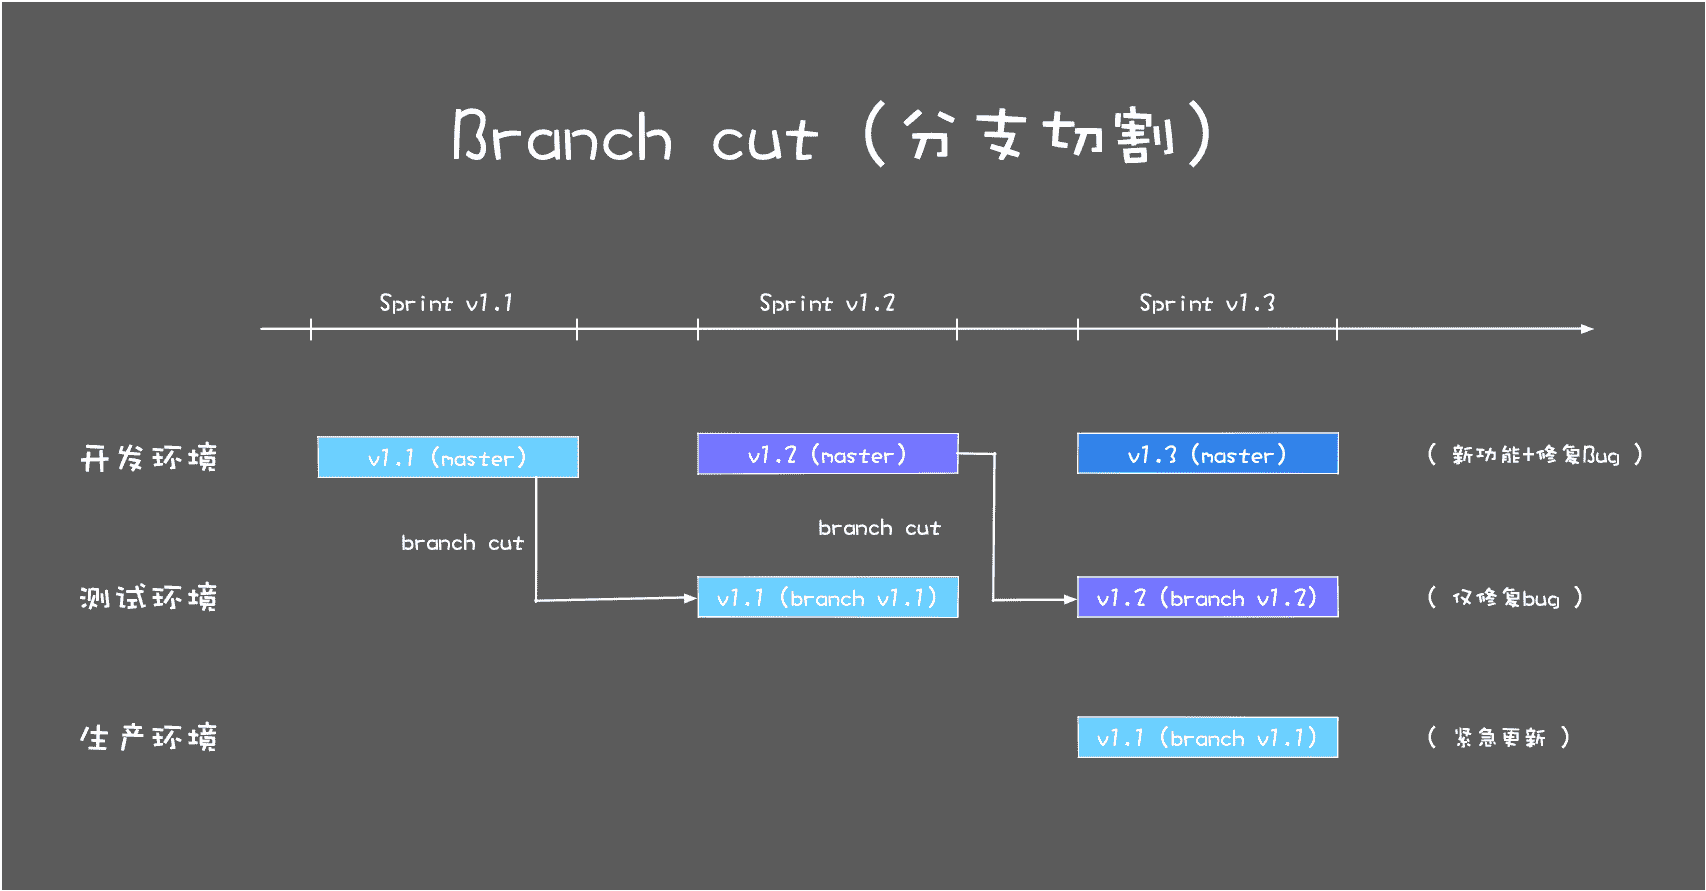 Branch cut（分支切割）
Sprint v1.1
Sprint v1.2
Sprint v1.3
开发环境
v1.1 (master)
v1.2 (master)
v1.3 (master)
( 新功能+修复Bug )
branch cut
branch cut
测试环境
v1.1 (branch v1.1)
v1.2 (branch v1.2)
( 仅修复bug )
生产环境
v1.1 (branch v1.1)
( 紧急更新 )